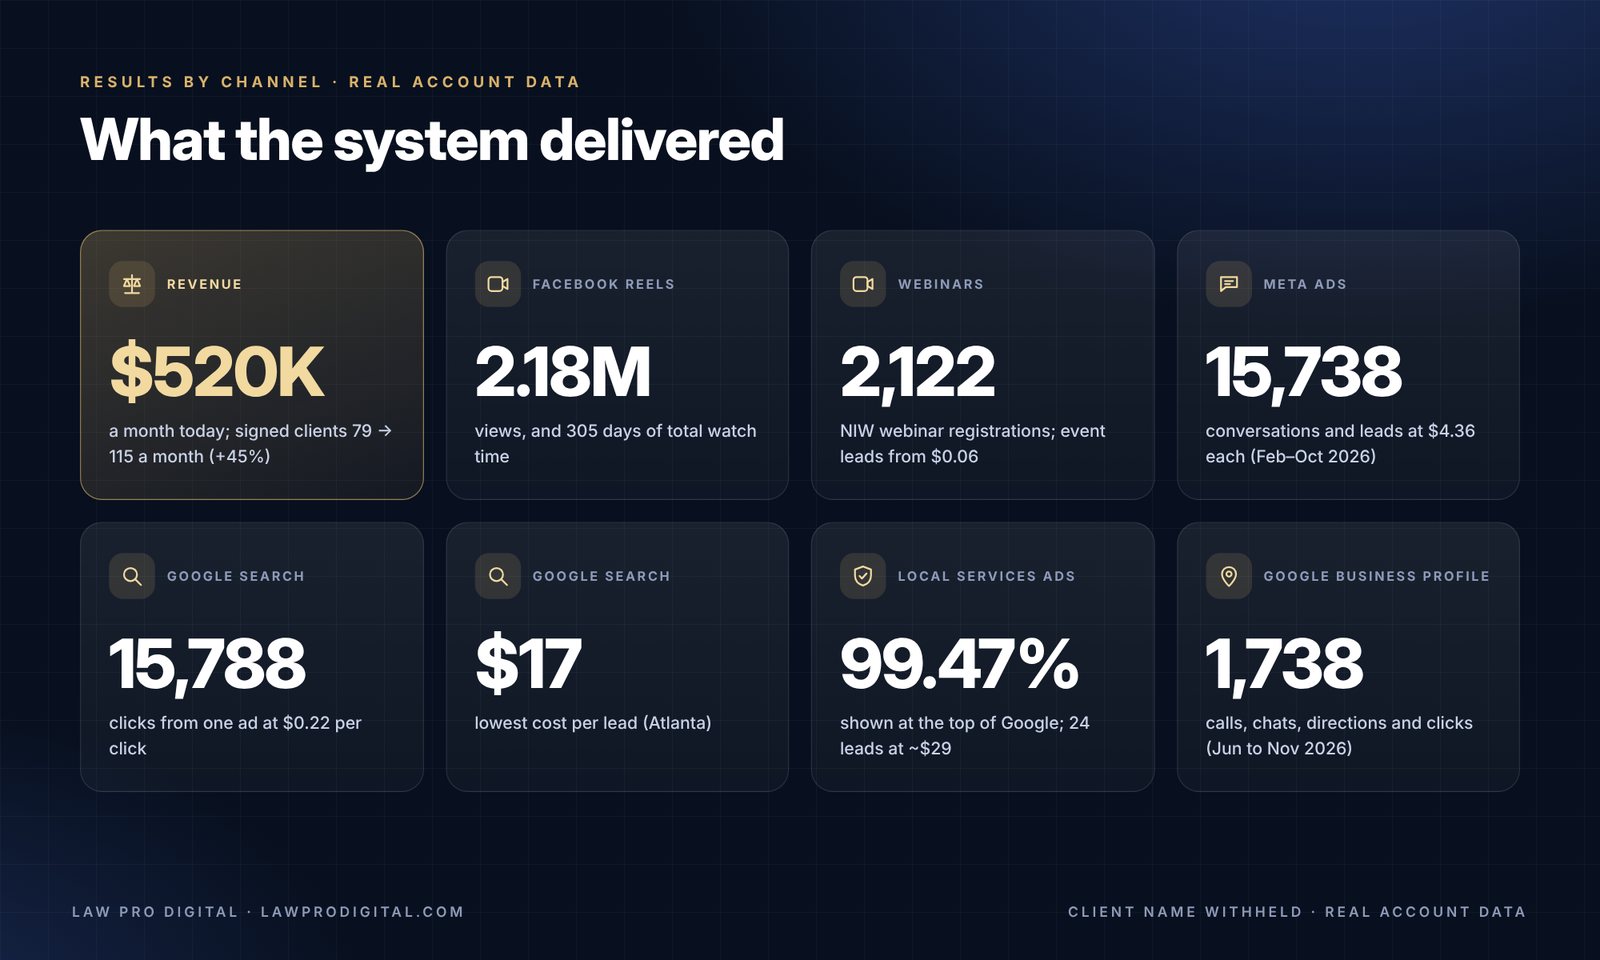 RESULTS BY CHANNEL · REAL ACCOUNT DATA
What the system delivered
REVENUE
$520K
a month today; signed clients 79 →
115 a month (+45%)
FACEBOOK REELS
2.18M
views, and 305 days of total watch
time
WEBINARS
2,122
NIW webinar registrations; event
leads from $0.06
META ADS
15,738
conversations and leads at $4.36
each (Feb–Oct 2026)
GOOGLE SEARCH
15,788
clicks from one ad at $0.22 per
click
GOOGLE SEARCH
$17
lowest cost per lead (Atlanta)
LOCAL SERVICES ADS
99.47%
shown at the top of Google; 24
leads at ~$29
GOOGLE BUSINESS PROFILE
1,738
calls, chats, directions and clicks
(Jun to Nov 2026)
LAW PRO DIGITAL · LAWPRODIGITAL.COM
CLIENT NAME WITHHELD · REAL ACCOUNT DATA